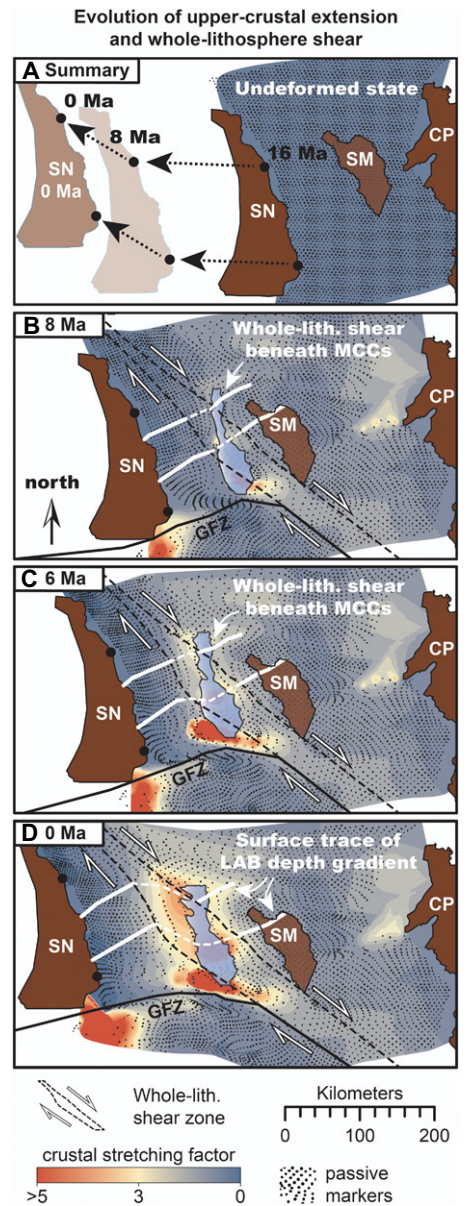 Evolution of upper-crustal extension
and whole-lithosphere shear
A Summary
Undeformed state
0 Ma
8 Ma
16 Ma
SN
0 Ma
SN
SM
CP
B 8 Ma
Whole-lith. shear
beneath MCCs
SN
SM
CP
north
GFZ
C 6 Ma
Whole-lith. shear
beneath MCCs
SN
SM
CP
GFZ
D 0 Ma
Surface trace of
LAB depth gradient
SN
SM
CP
GFZ
Whole-lith.
shear zone
Kilometers
0 100 200
crustal stretching factor
>5 3 0
passive
markers